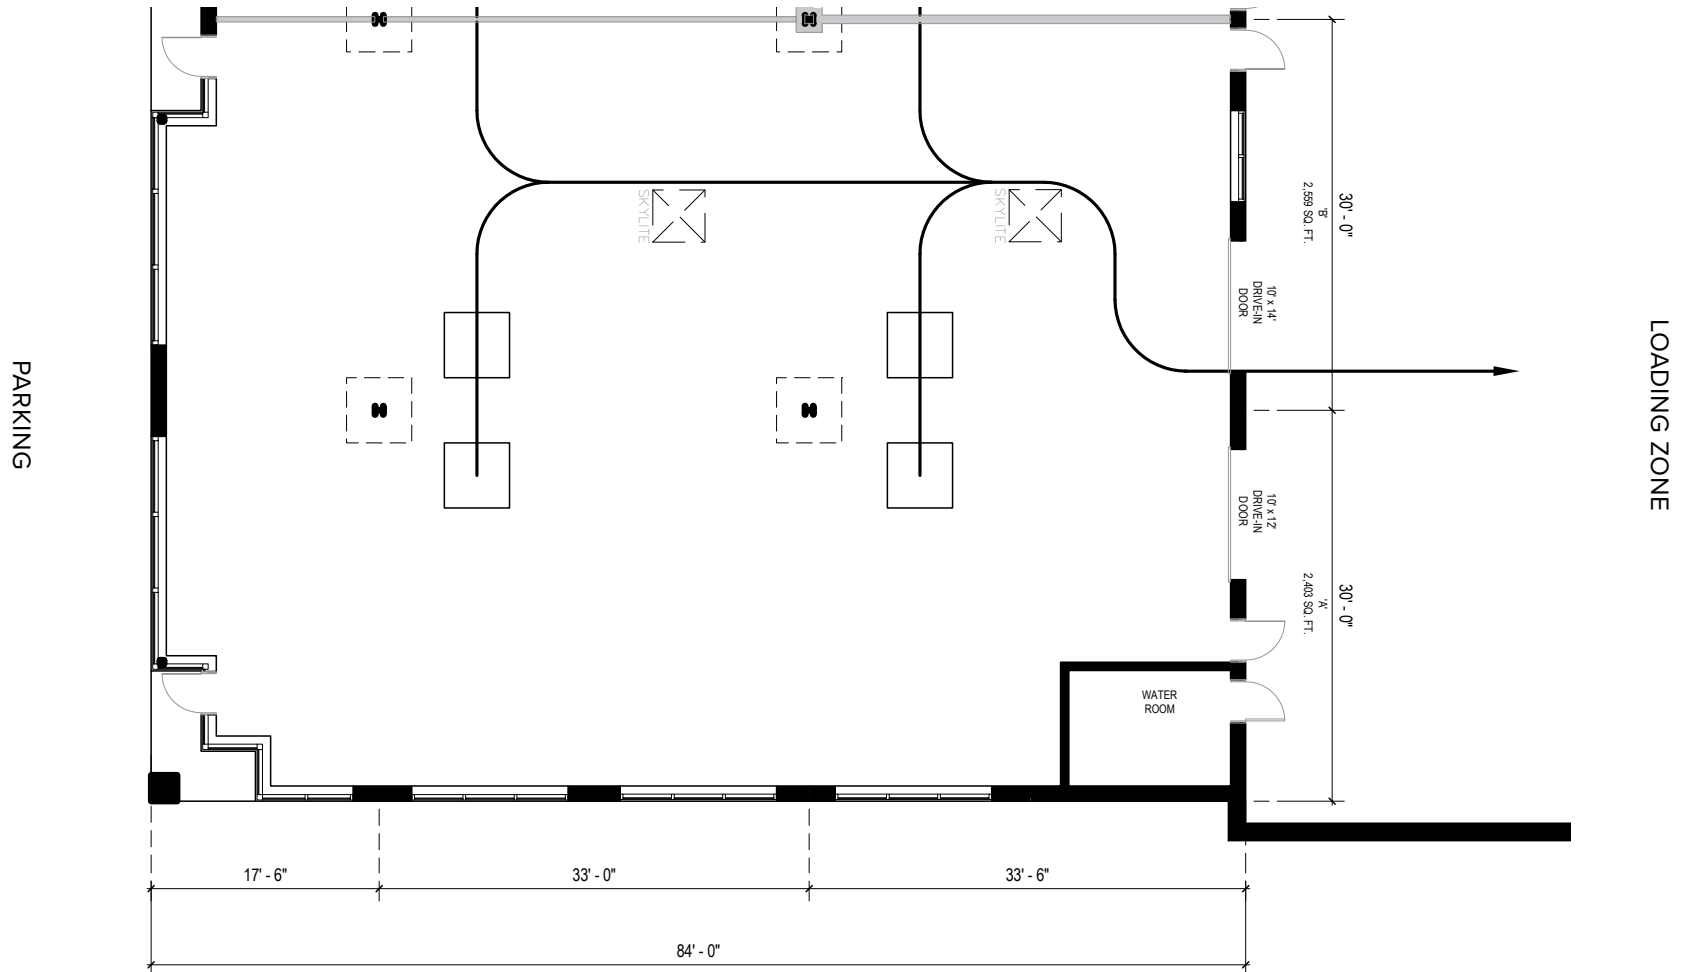 PARKING
LOADING ZONE
SKYLITE
SKYLITE
30' - 0"
'B'
2,559 SQ. FT.
10' x 14'
DRIVE-IN
DOOR
10' x 12'
DRIVE-IN
DOOR
30' - 0"
'A'
2,403 SQ. FT.
WATER
ROOM
17' - 6"
33' - 0"
33' - 6"
84' - 0"